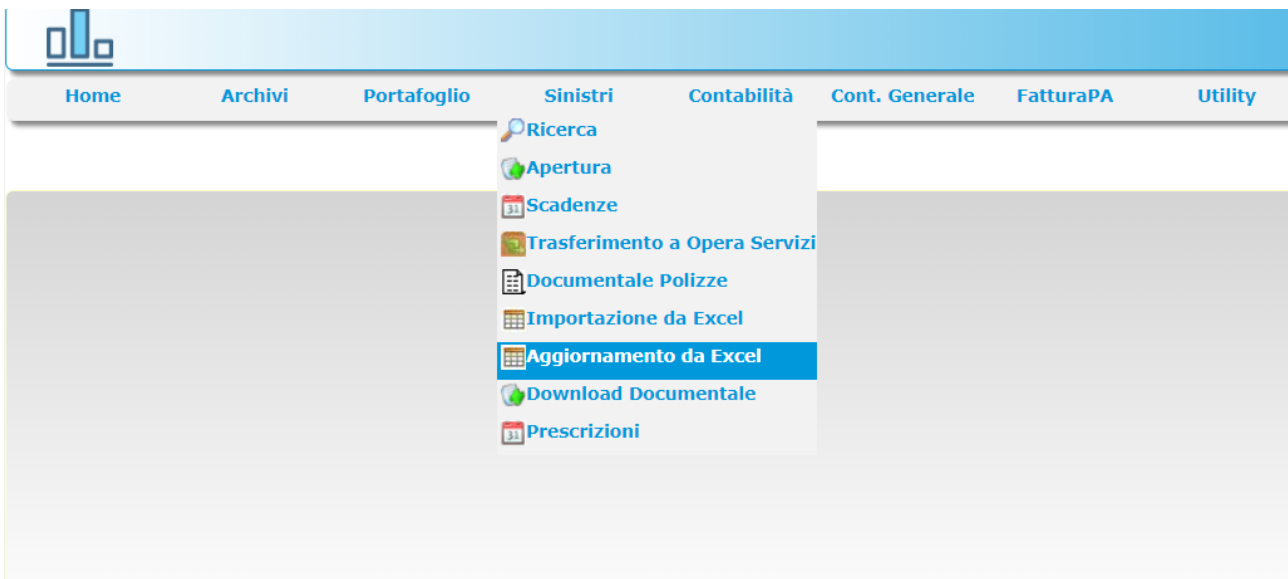 Home Archivi Portafoglio Sinistri Contabilità Cont. Generale FatturaPA Utility
Ricerca
Apertura
Scadenze
Trasferimento a Opera Servizi
Documentale Polizze
Importazione da Excel
Aggiornamento da Excel
Download Documentale
Prescrizioni